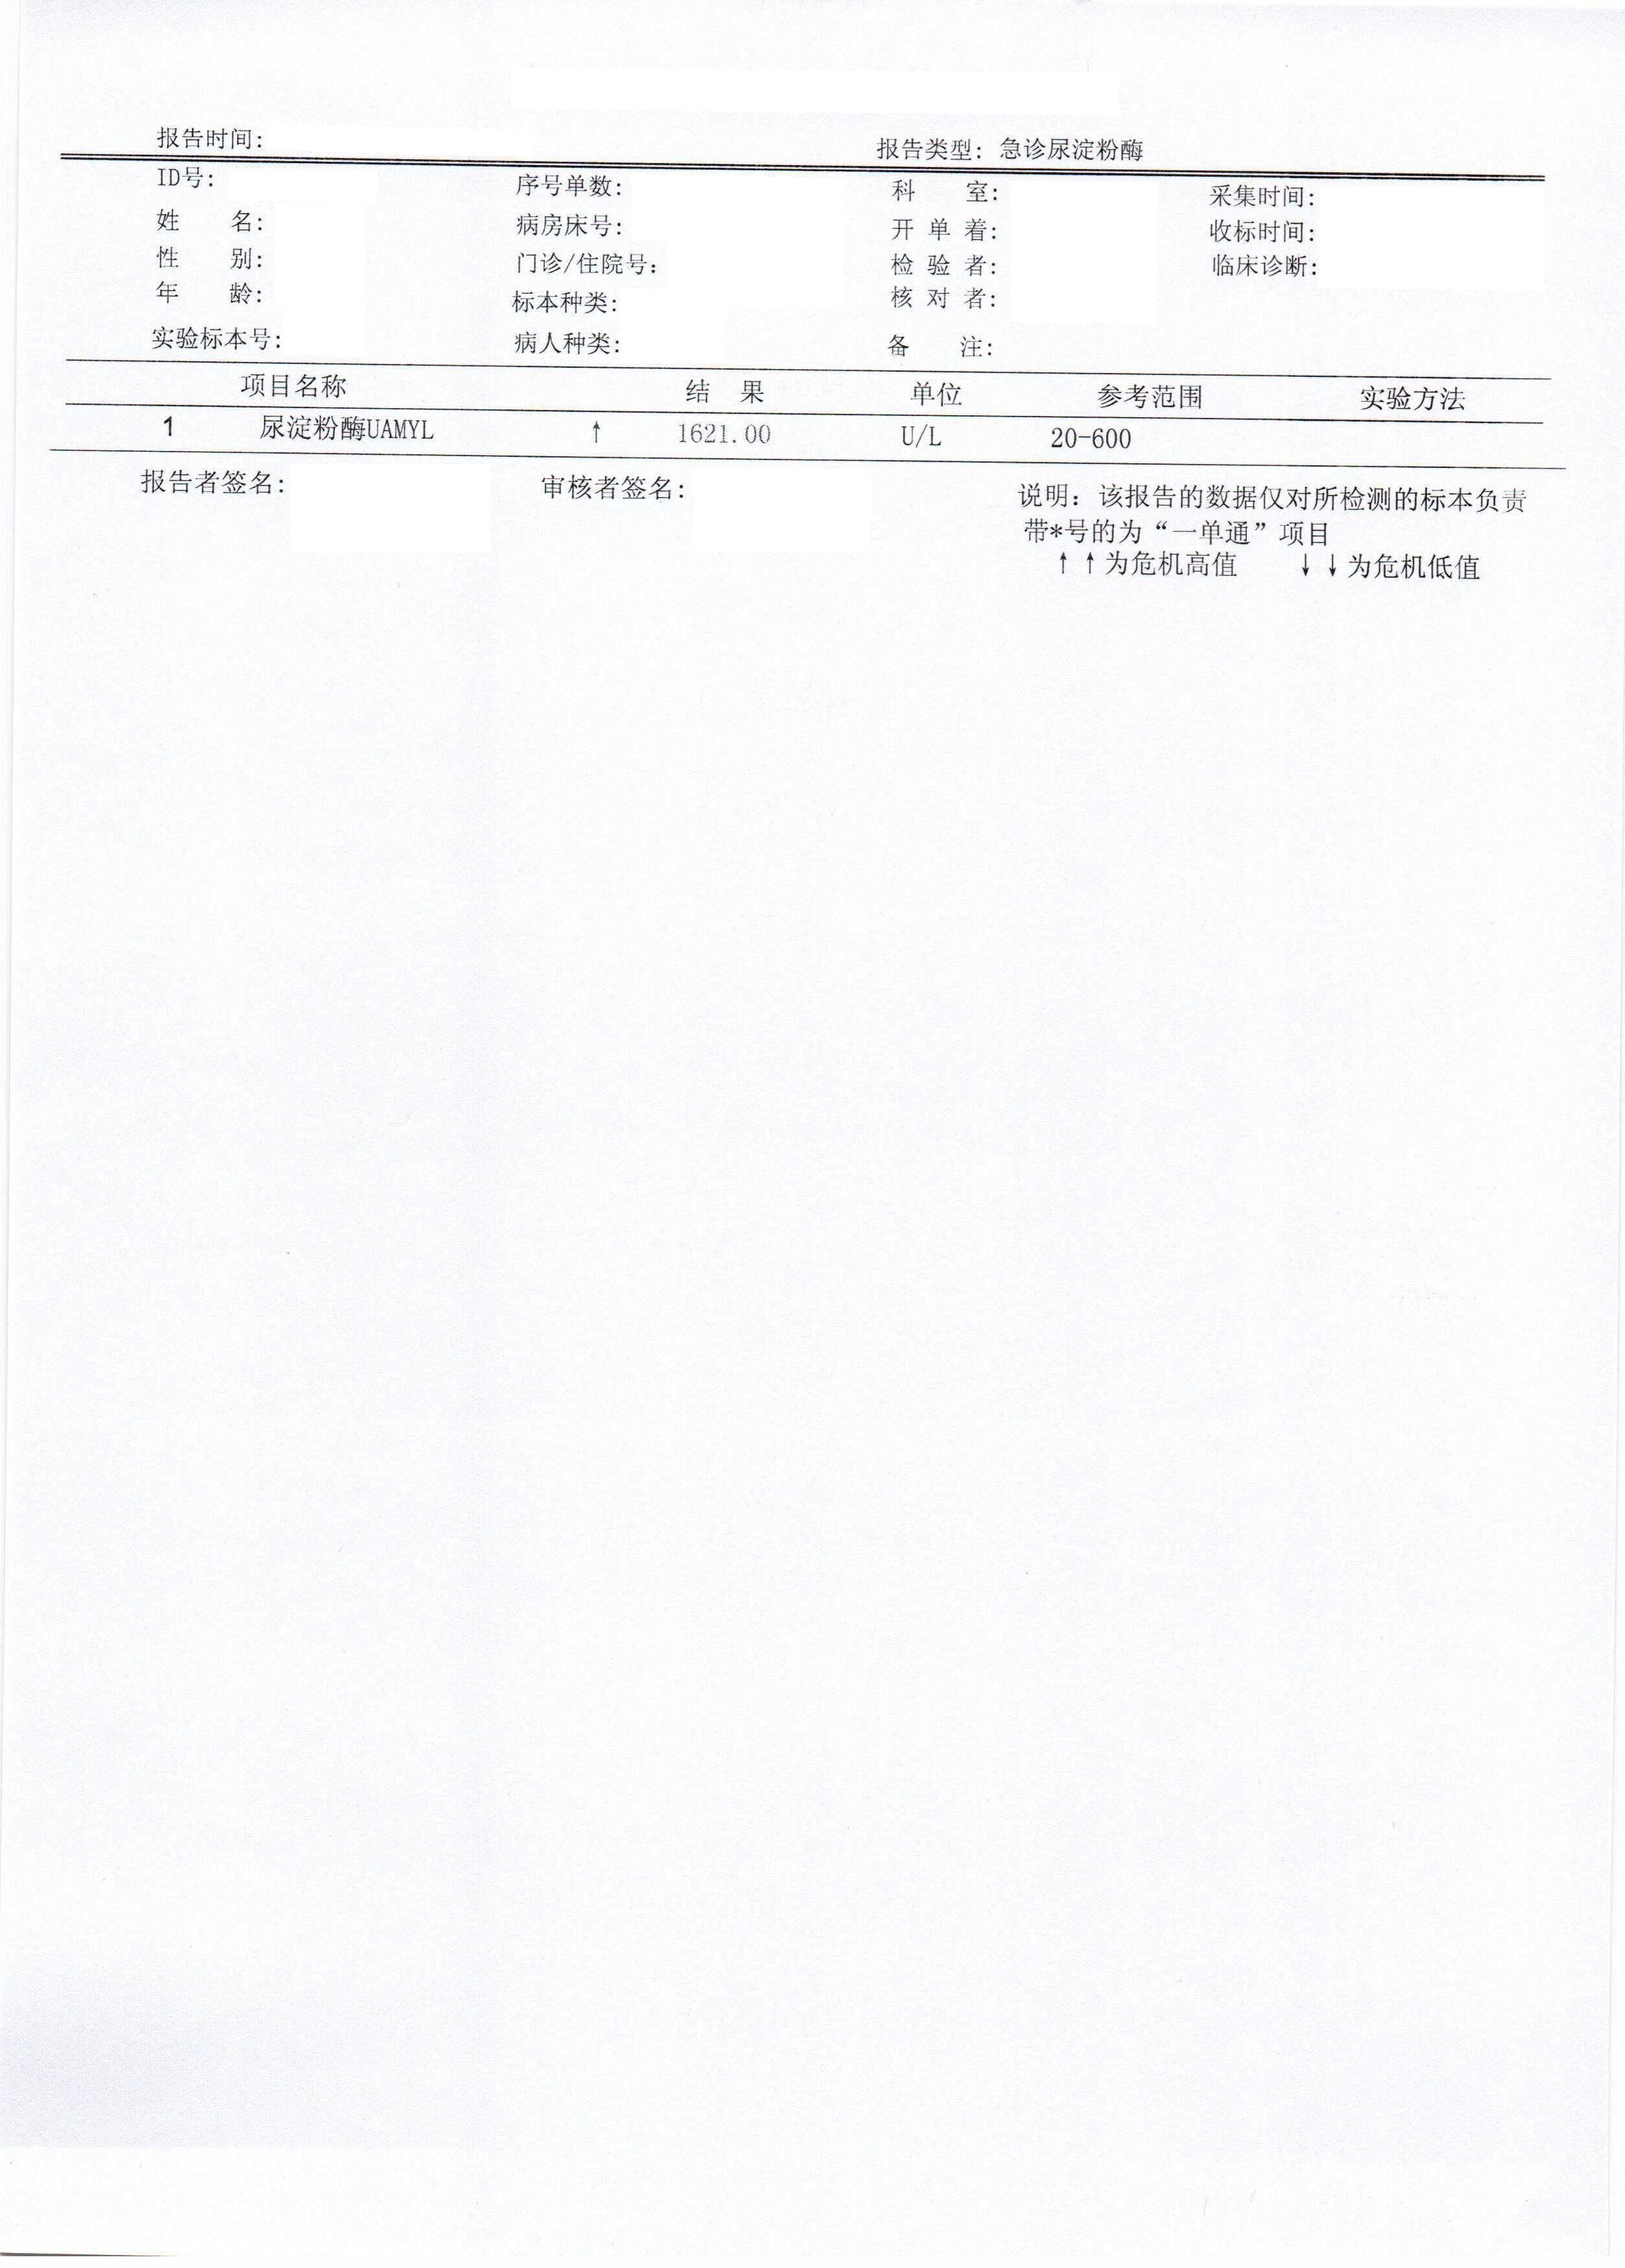 报告时间:
报告类型: 急诊尿淀粉酶
ID号: 序号单数: 科 室: 采集时间:
姓 名: 病房床号: 开 单 着: 收标时间:
性 别: 门诊/住院号: 检 验 者: 临床诊断:
年 龄: 标本种类: 核 对 者:
实验标本号: 病人种类: 备 注:
项目名称 结 果 单位 参考范围 实验方法
1 尿淀粉酶UAMYL ↑ 1621.00 U/L 20-600
报告者签名: 审核者签名: 说明: 该报告的数据仅对所检测的标本负责
带*号的为“一单通”项目
↑↑为危机高值 ↓↓为危机低值